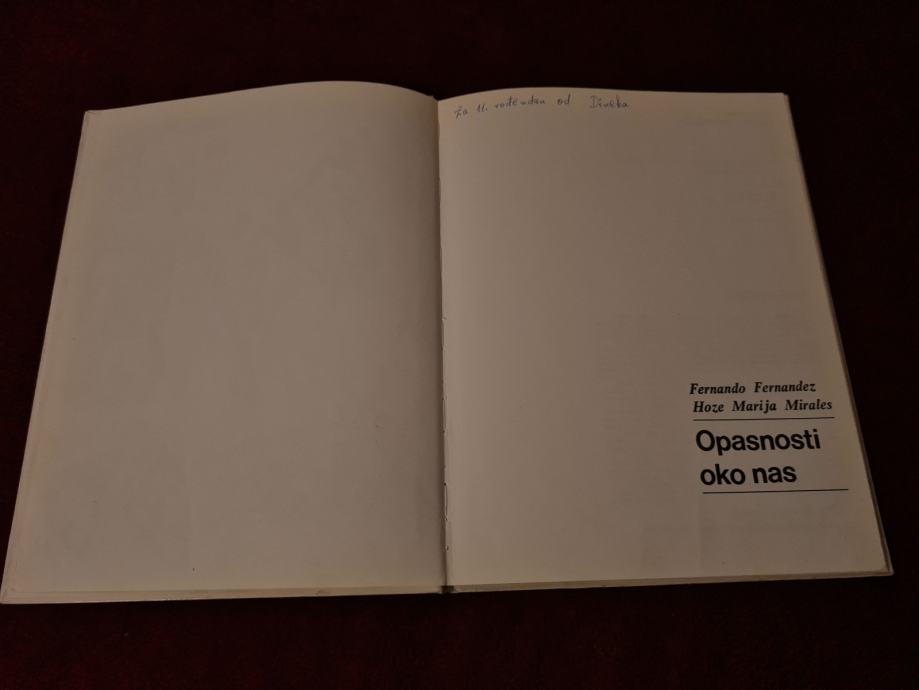 Za 11. rođendan od
Fernando Fernandez
Hoze Marija Mirales
Opasnosti
oko nas